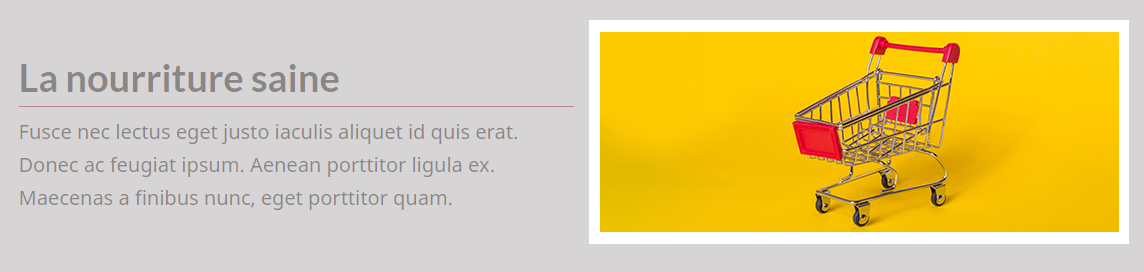 La nourriture saine
Fusce nec lectus eget justo iaculis aliquet id quis erat.
Donec ac feugiat ipsum. Aenean porttitor ligula ex.
Maecenas a finibus nunc, eget porttitor quam.